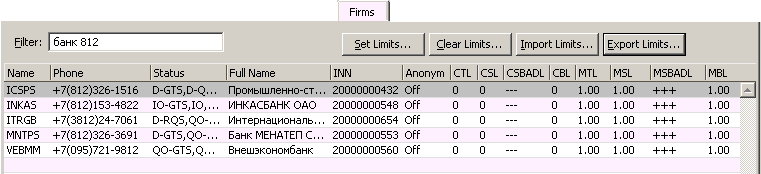 Firms
Filter: банк 812 Set Limits... Clear Limits... Import Limits... Export Limits...
Name Phone Status Full Name INN Anonym CTL CSL CSBADL CBL MTL MSL MSBADL MBL
ICSPS +7(812)326-1516 D-GTS,D-Q... Промышленно-ст... 20000000432 Off 0 0 --- 0 1.00 1.00 +++ 1.00
INKAS +7(812)153-4822 IO-GTS,IO,... ИНКАСБАНК ОАО 20000000548 Off 0 0 --- 0 1.00 1.00 +++ 1.00
ITRGB +7(3812)24-7061 D-RQS,QO-... Интернациональ... 20000000654 Off 0 0 --- 0 1.00 1.00 +++ 1.00
MNTPS +7(812)326-3691 D-GTS,QO-... Банк МЕНАТЕП С... 20000000553 Off 0 0 --- 0 1.00 1.00 +++ 1.00
VEBMM +7(095)721-9812 QO-GTS,Q... Внешэкономбанк 20000000560 Off 0 0 --- 0 1.00 1.00 +++ 1.00